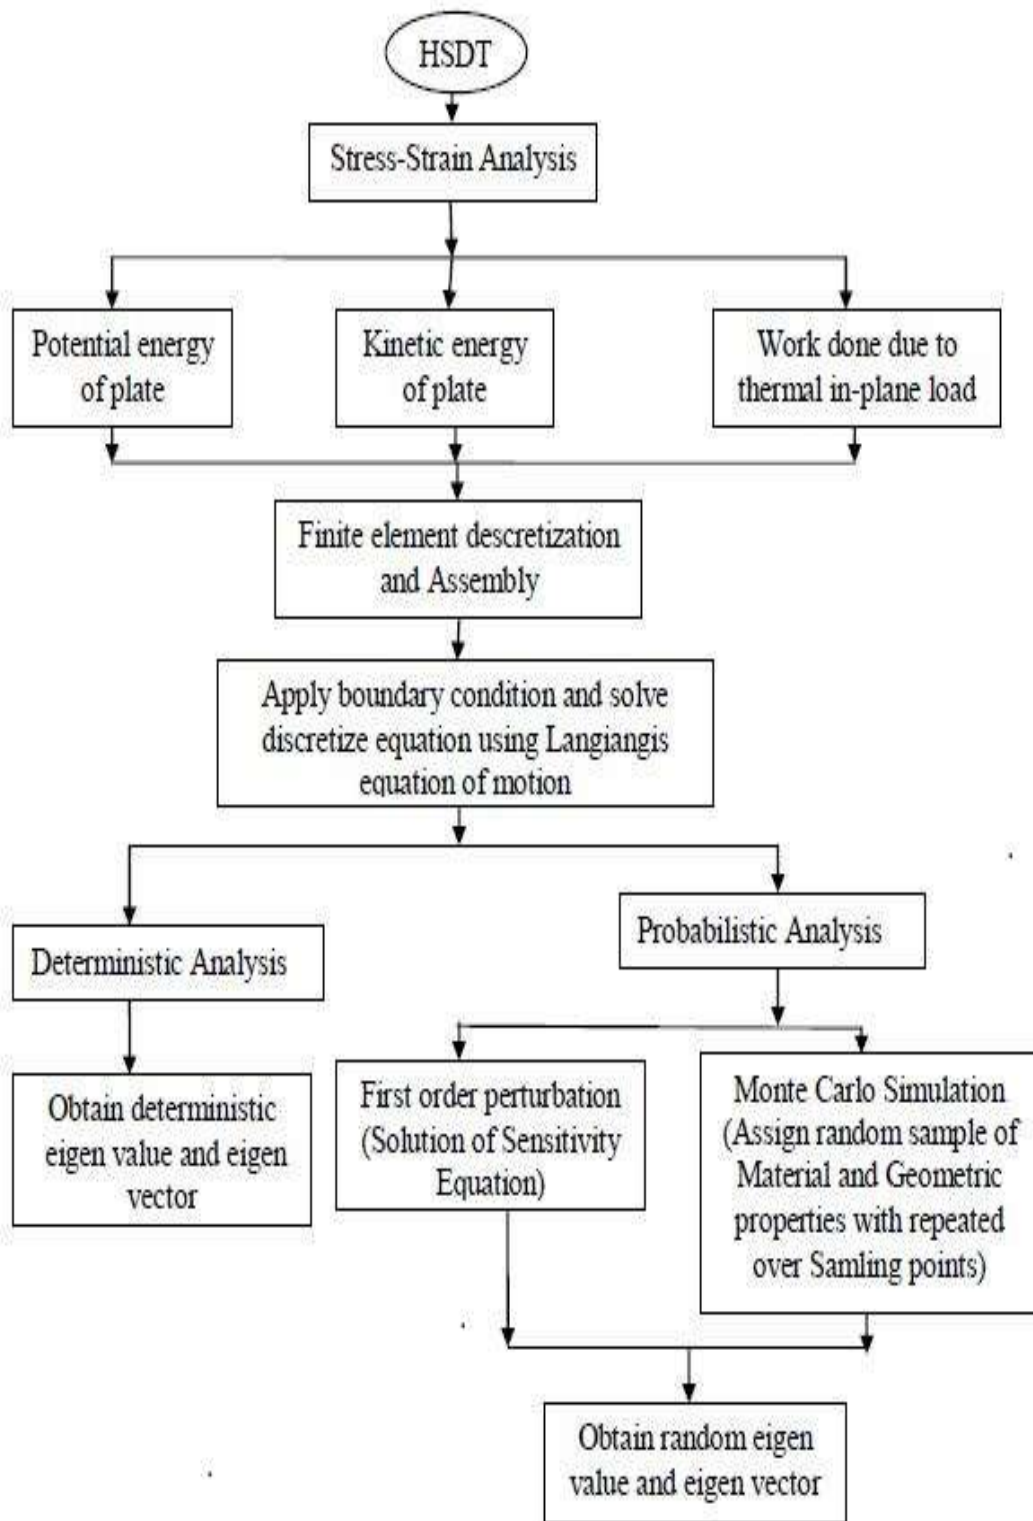 HSDT
Stress-Strain Analysis
Potential energy
of plate
Kinetic energy
of plate
Work done due to
thermal in-plane load
Finite element descretization
and Assembly
Apply boundary condition and solve
discretize equation using Langiangis
equation of motion
Deterministic Analysis
Probabilistic Analysis
Obtain deterministic
eigen value and eigen
vector
First order perturbation
(Solution of Sensitivity
Equation)
Monte Carlo Simulation
(Assign random sample of
Material and Geometric
properties with repeated
over Samling points)
Obtain random eigen
value and eigen vector